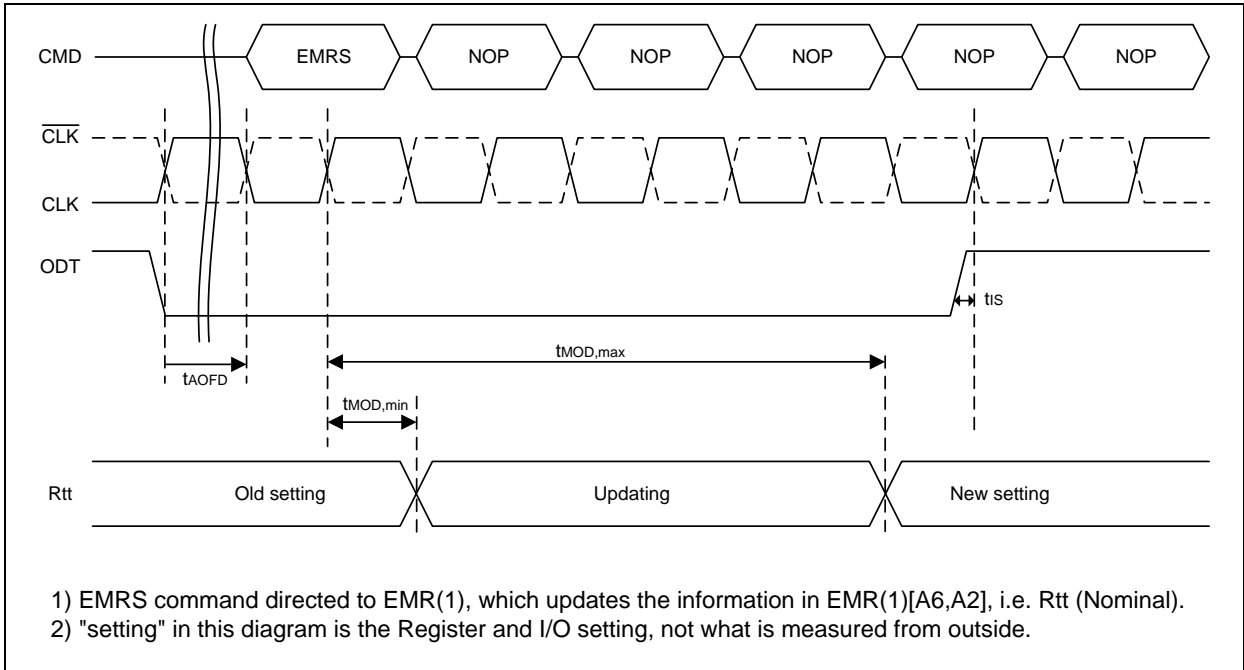 CMD EMRS NOP NOP NOP NOP NOP
CLK
CLK
ODT
tIS
tMOD,max
tAOFD
tMOD,min
Rtt Old setting Updating New setting
1) EMRS command directed to EMR(1), which updates the information in EMR(1)[A6,A2], i.e. Rtt (Nominal).
2) "setting" in this diagram is the Register and I/O setting, not what is measured from outside.